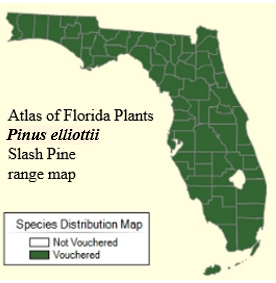 Atlas of Florida Plants
Pinus elliottii
Slash Pine
range map
Species Distribution Map
Not Vouchered
Vouchered